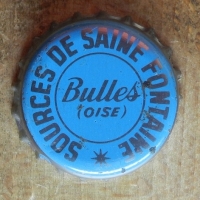 SOURCES DE SAINE FONTAINE
Bulles
(OISE)